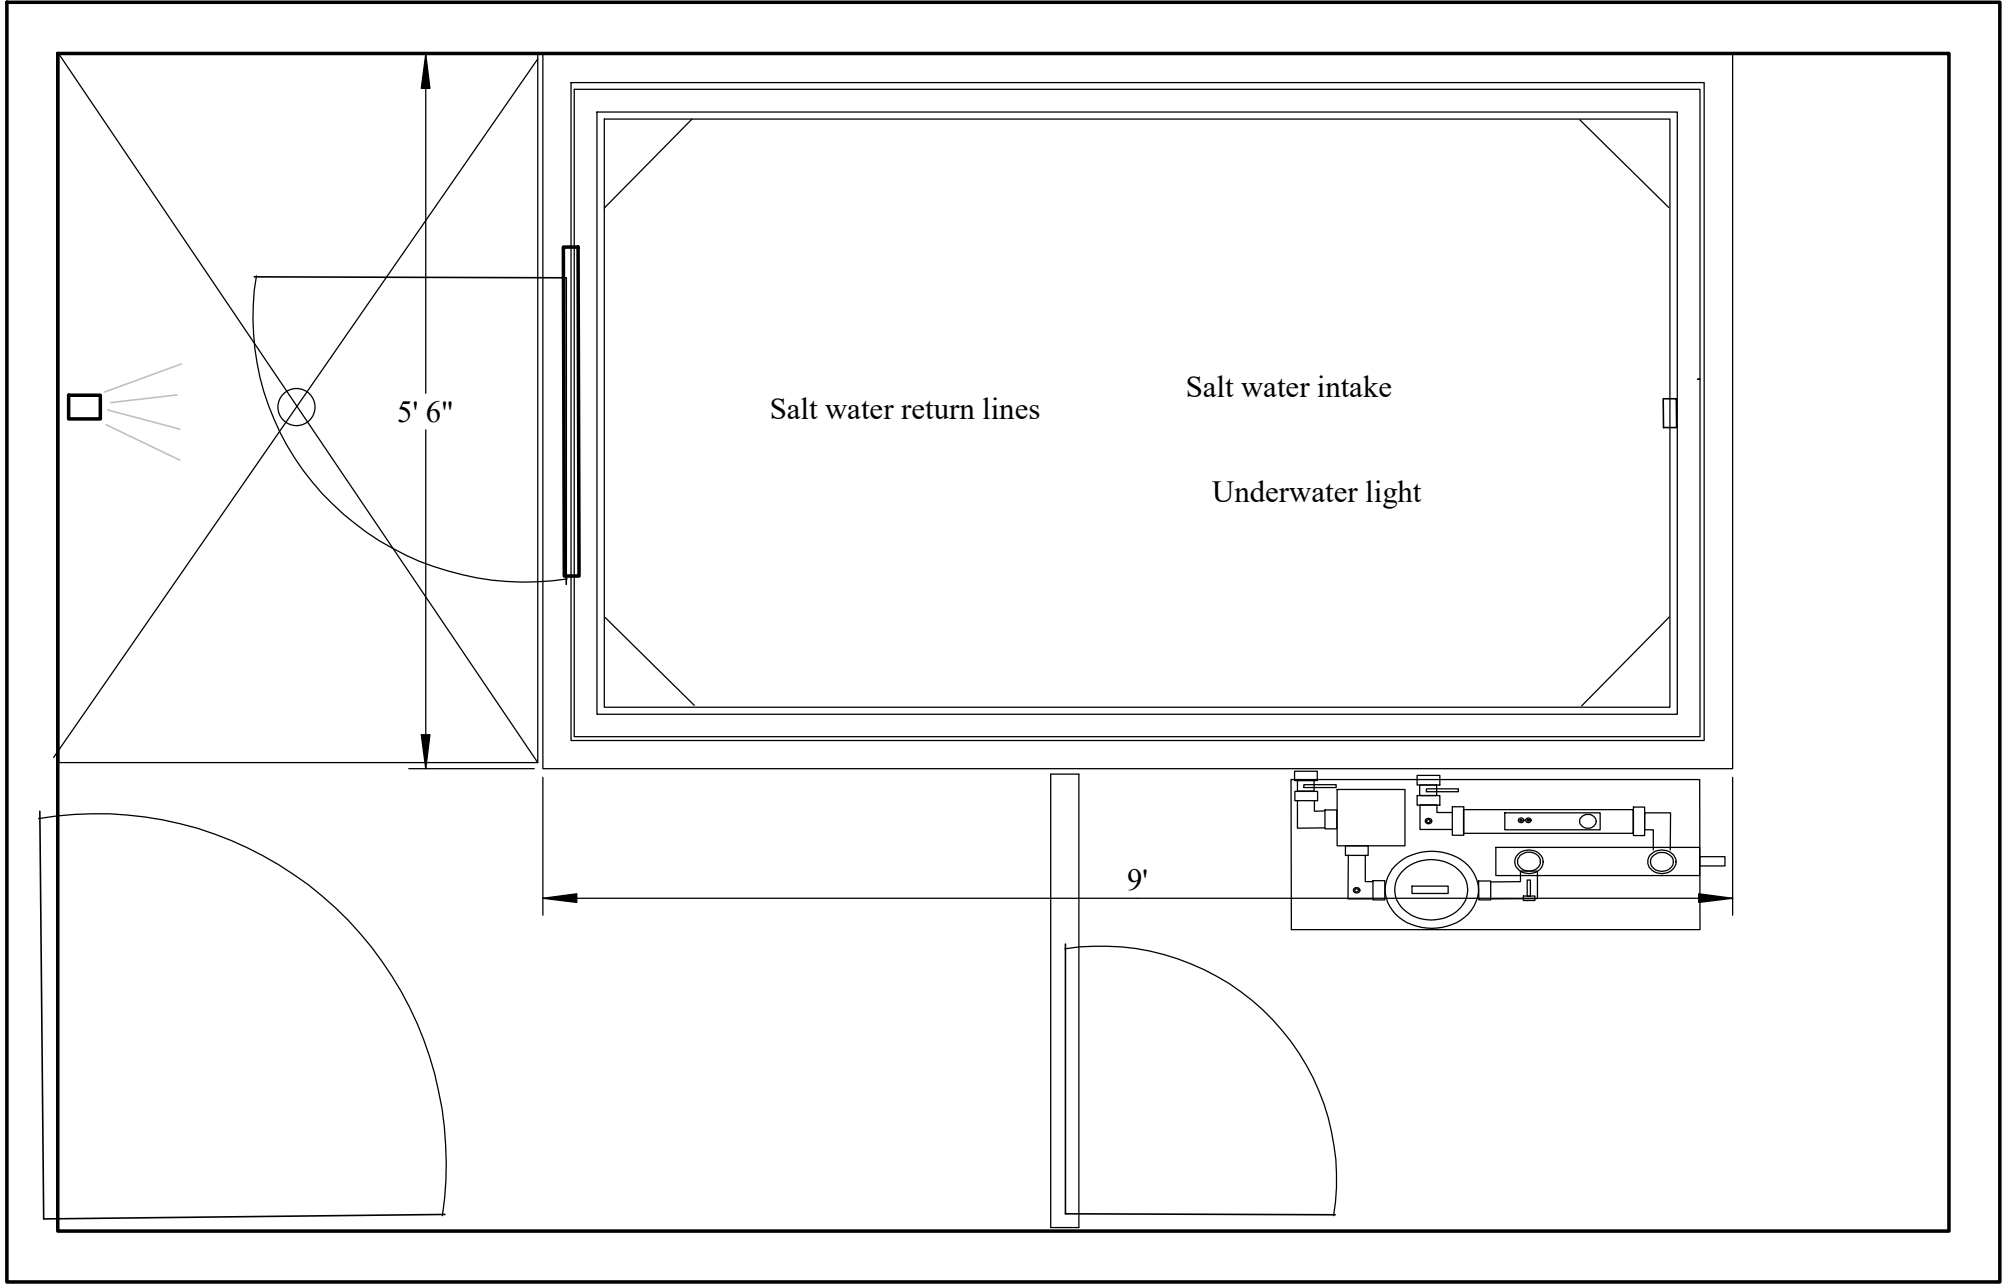 Salt water intake
5' 6"
Salt water return lines
Underwater light
9'